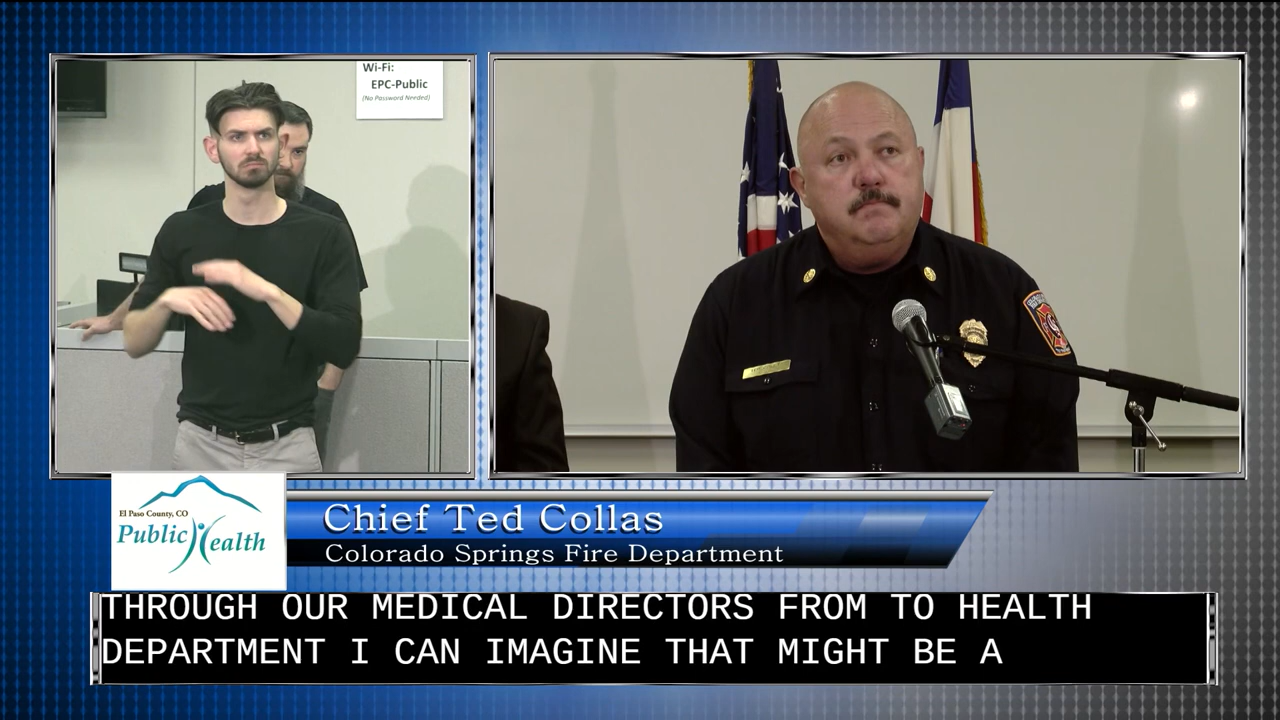 Wi-Fi:
EPC-Public
(No Password Needed)
Chief Ted Collas
Colorado Springs Fire Department
El Paso County, CO
Public Health
THROUGH OUR MEDICAL DIRECTORS FROM TO HEALTH
DEPARTMENT I CAN IMAGINE THAT MIGHT BE A